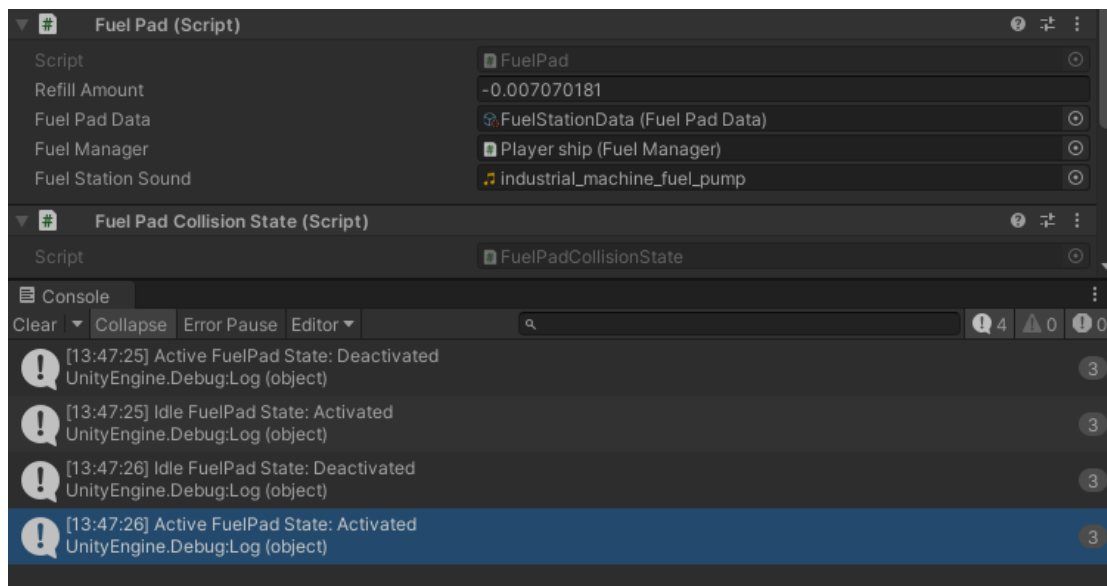 Fuel Pad (Script)
Script FuelPad
Refill Amount -0.007070181
Fuel Pad Data FuelStationData (Fuel Pad Data)
Fuel Manager Player ship (Fuel Manager)
Fuel Station Sound industrial_machine_fuel_pump
Fuel Pad Collision State (Script)
Script FuelPadCollisionState
Console
Clear Collapse Error Pause Editor 4 0 0
[13:47:25] Active FuelPad State: Deactivated
UnityEngine.Debug:Log (object) 3
[13:47:25] Idle FuelPad State: Activated
UnityEngine.Debug:Log (object) 3
[13:47:26] Idle FuelPad State: Deactivated
UnityEngine.Debug:Log (object) 3
[13:47:26] Active FuelPad State: Activated
UnityEngine.Debug:Log (object) 3